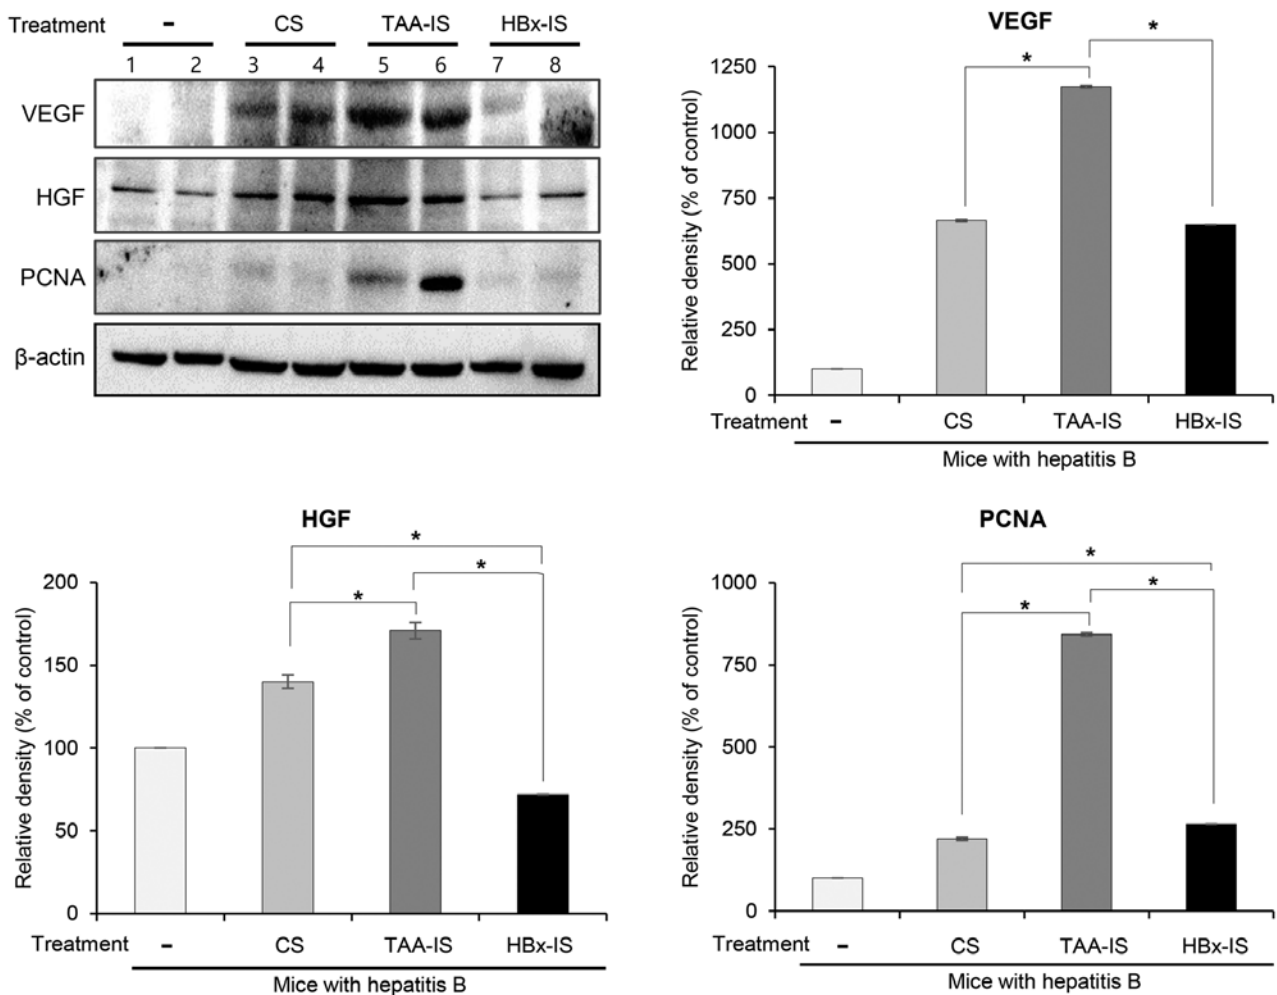 Treatment - CS TAA-IS HBx-IS
1 2 3 4 5 6 7 8
VEGF
HGF
PCNA
β-actin
VEGF
*
*
Relative density (% of control)
1250
1000
750
500
250
0
Treatment - CS TAA-IS HBx-IS
Mice with hepatitis B
HGF
*
*
*
Relative density (% of control)
200
150
100
50
0
Treatment - CS TAA-IS HBx-IS
Mice with hepatitis B
PCNA
*
*
*
Relative density (% of control)
1000
750
500
250
0
Treatment - CS TAA-IS HBx-IS
Mice with hepatitis B